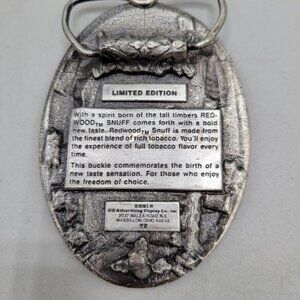 LIMITED EDITION
With a spirit born of the tall timbers RED-
WOOD™ SNUFF comes forth with a bold
new taste. Redwood™ Snuff is made from
the finest blend of rich tobacco. You'll enjoy
the experience of full tobacco flavor every
time.
This buckle commemorates the birth of a
new taste sensation. For those who enjoy
the freedom of choice.
Advertising Display Co., Inc.
2037 WALES ROAD N.E.
MASSILLON, OHIO